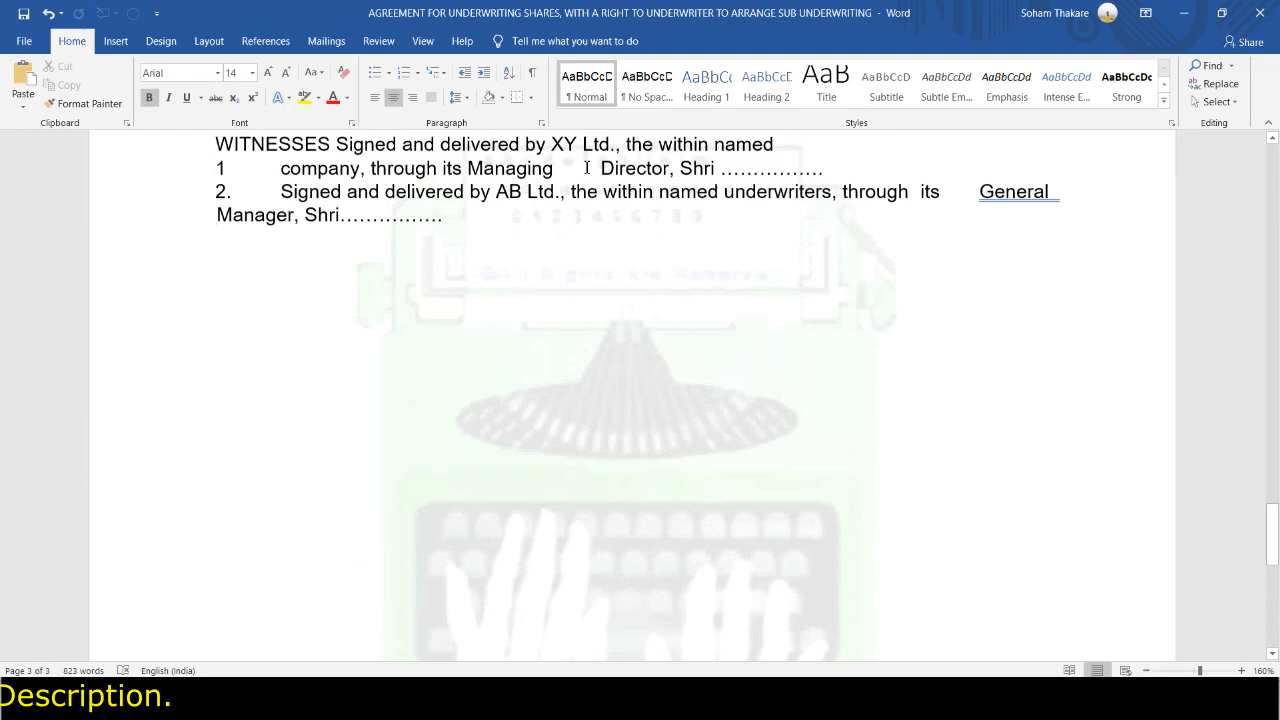 AGREEMENT FOR UNDERWRITING SHARES, WITH A RIGHT TO UNDERWRITER TO ARRANGE SUB UNDERWRITING - Word
Soham Thakare
File Home Insert Design Layout References Mailings Review View Help Tell me what you want to do Share
Paste
Cut
Copy
Format Painter
Clipboard
Arial 14
Font
Paragraph
AaBbCcD AaBbCcD AaBbC AaBbCcD AaB AaBbCcD AaBbCcDd AaBbCcDd AaBbCcDd AaBbCcDc
¶ Normal ¶ No Spac... Heading 1 Heading 2 Title Subtitle Subtle Em... Emphasis Intense E... Strong
Styles
Find
Replace
Select
Editing
WITNESSES Signed and delivered by XY Ltd., the within named
1 company, through its Managing Director, Shri …………….
2. Signed and delivered by AB Ltd., the within named underwriters, through its General
Manager, Shri…………….
Page 3 of 3 823 words English (India) 160%
Description.